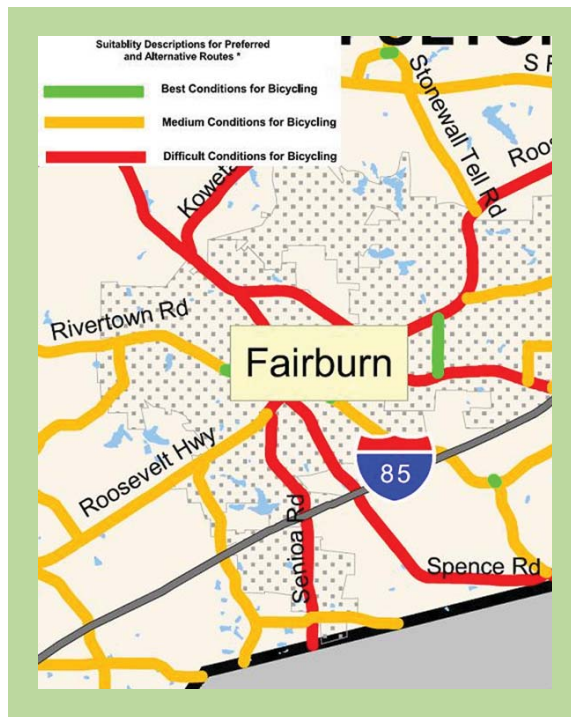 Suitablity Descriptions for Preferred
and Alternative Routes *
Best Conditions for Bicycling
Medium Conditions for Bicycling
Difficult Conditions for Bicycling
Stonewall Tell Rd
Rivertown Rd
Fairburn
Roosevelt Hwy
85
Senioa Rd
Spence Rd